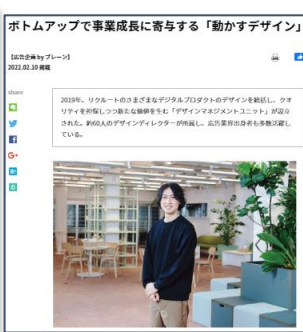 ボトムアップで事業成長に寄与する「動かすデザイン」
【広告企画 by ブレーン】
2022.02.10 掲載
share
2019年、リクルートのさまざまなデジタルプロダクトのデザインを統括し、クオ
リティを担保しつつ新たな価値を生む「デザインマネジメントユニット」が設立
された。約60人のデザインディレクターが所属し、広告業界出身者も多数活躍し
ている。
G+
B!